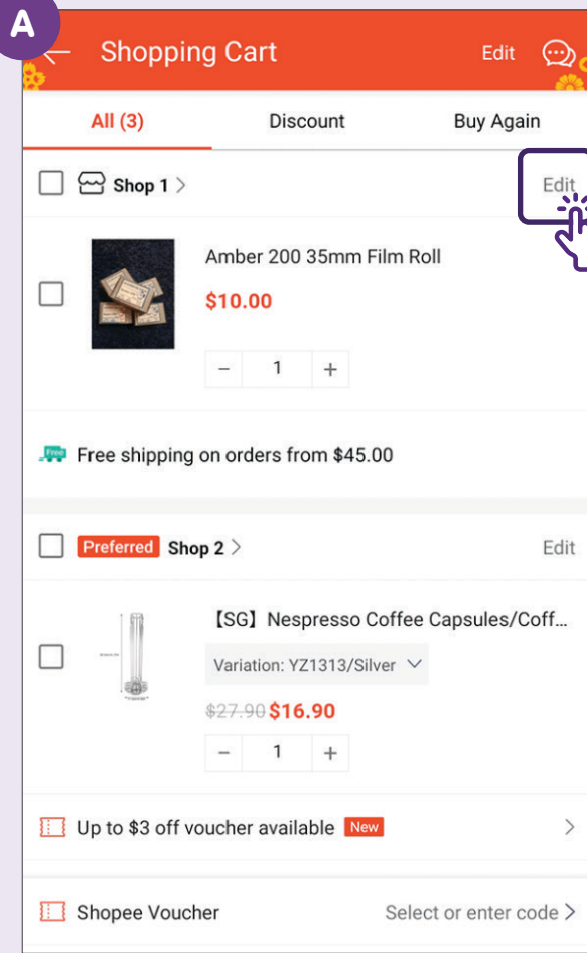 A
Shopping Cart Edit
All (3) Discount Buy Again
Shop 1 > Edit
Amber 200 35mm Film Roll
$10.00
− 1 +
Free Free shipping on orders from $45.00
Preferred Shop 2 > Edit
【SG】Nespresso Coffee Capsules/Coff...
Variation: YZ1313/Silver
$27.90 $16.90
− 1 +
Up to $3 off voucher available New >
Shopee Voucher Select or enter code >